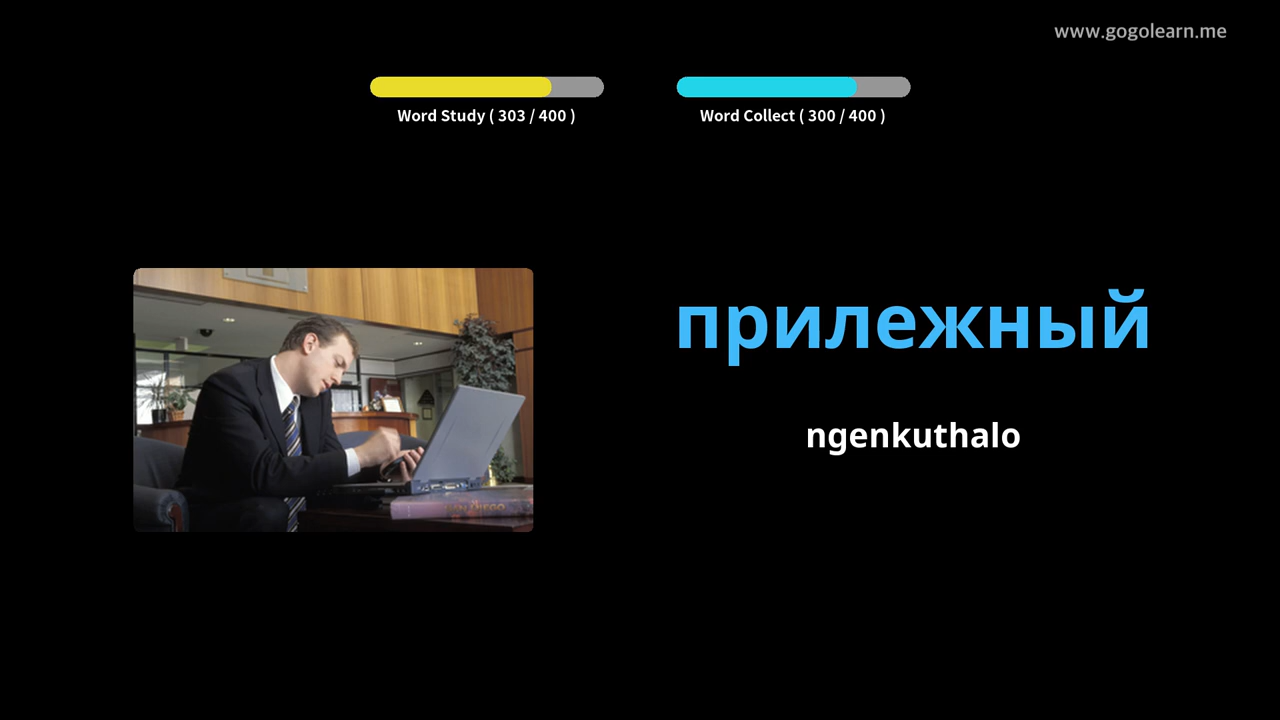 www.gogolearn.me
Word Study ( 303 / 400 )
Word Collect ( 300 / 400 )
прилежный
ngenkuthalo